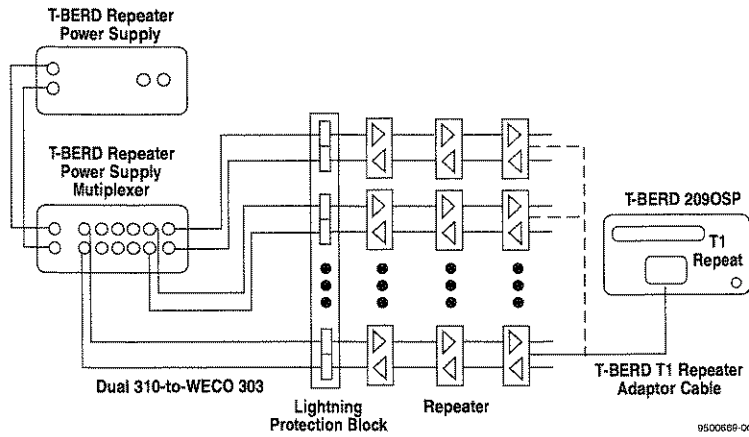 T-BERD Repeater
Power Supply
T-BERD Repeater
Power Supply
Mutiplexer
T-BERD 209OSP
T1
Repeat
Dual 310-to-WECO 303
Lightning
Protection Block
Repeater
T-BERD T1 Repeater
Adaptor Cable